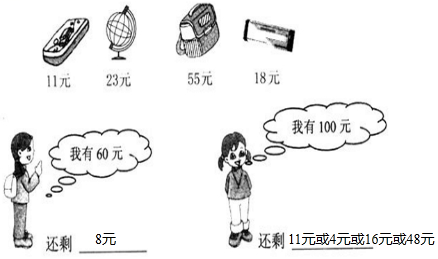 11元 23元 55元 18元
我有60元 我有100元
还剩 8元 还剩 11元或4元或16元或48元